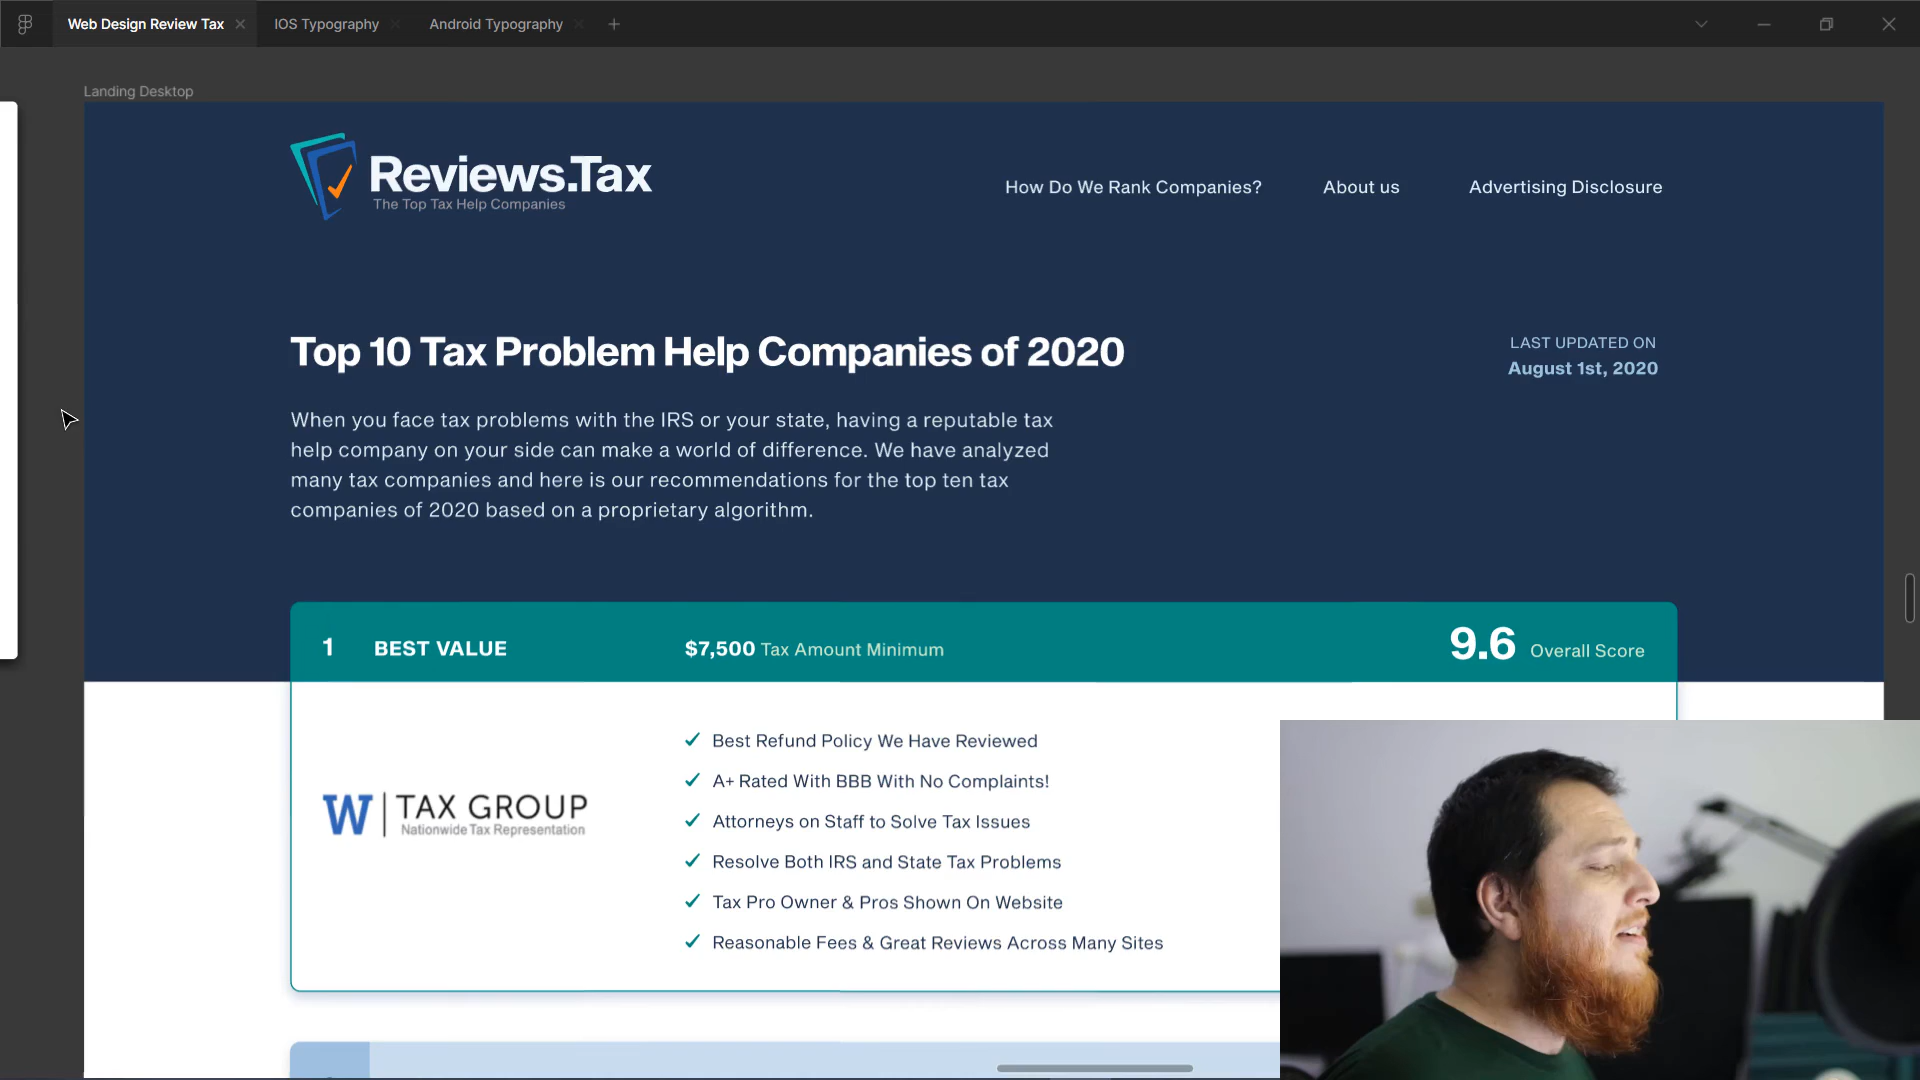 Web Design Review Tax
IOS Typography
Android Typography
Landing Desktop
Reviews.Tax
The Top Tax Help Companies
How Do We Rank Companies?
About us
Advertising Disclosure
Top 10 Tax Problem Help Companies of 2020
LAST UPDATED ON
August 1st, 2020
When you face tax problems with the IRS or your state, having a reputable tax
help company on your side can make a world of difference. We have analyzed
many tax companies and here is our recommendations for the top ten tax
companies of 2020 based on a proprietary algorithm.
1 BEST VALUE
$7,500 Tax Amount Minimum
9.6 Overall Score
W | TAX GROUP
Nationwide Tax Representation
Best Refund Policy We Have Reviewed
A+ Rated With BBB With No Complaints!
Attorneys on Staff to Solve Tax Issues
Resolve Both IRS and State Tax Problems
Tax Pro Owner & Pros Shown On Website
Reasonable Fees & Great Reviews Across Many Sites